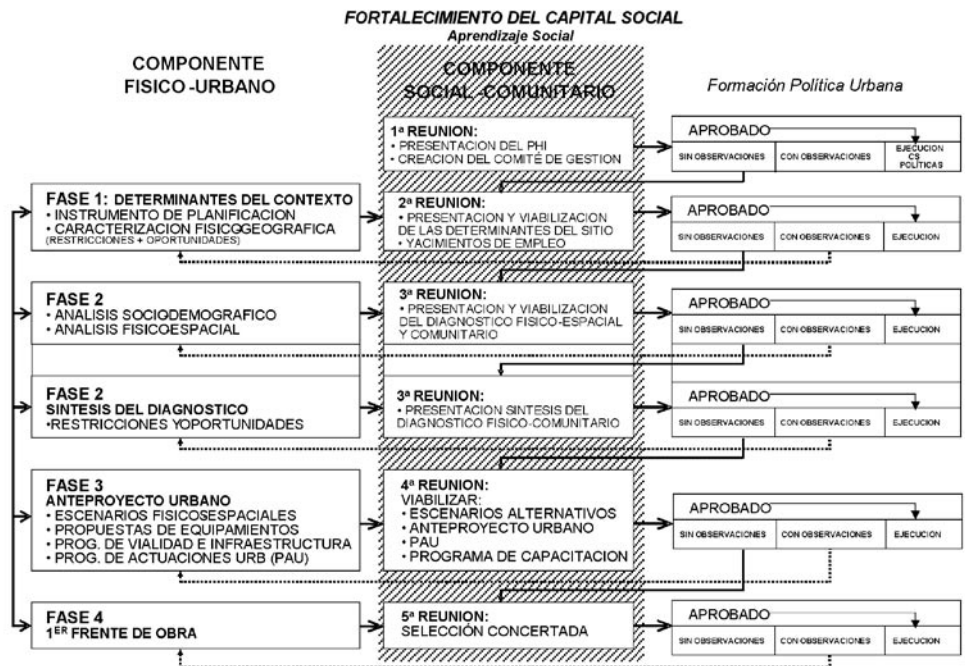 FORTALECIMIENTO DEL CAPITAL SOCIAL
Aprendizaje Social
COMPONENTE
FISICO-URBANO
COMPONENTE
SOCIAL-COMUNITARIO
Formación Política Urbana
1ª REUNION:
• PRESENTACION DEL PHI
• CREACION DEL COMITÉ DE GESTION
APROBADO
SIN OBSERVACIONES
CON OBSERVACIONES
EJECUCION
CS
POLÍTICAS
FASE 1: DETERMINANTES DEL CONTEXTO
• INSTRUMENTO DE PLANIFICACION
• CARACTERIZACION FISICOGEOGRAFICA
(RESTRICCIONES + OPORTUNIDADES)
2ª REUNION:
• PRESENTACION Y VIABILIZACION
DE LAS DETERMINANTES DEL SITIO
• YACIMIENTOS DE EMPLEO
APROBADO
SIN OBSERVACIONES
CON OBSERVACIONES
EJECUCION
FASE 2
• ANALISIS SOCIODEMOGRAFICO
• ANALISIS FISICOESPACIAL
3ª REUNION:
• PRESENTACION Y VIABILIZACION
DEL DIAGNOSTICO FISICO-ESPACIAL
Y COMUNITARIO
APROBADO
SIN OBSERVACIONES
CON OBSERVACIONES
EJECUCION
FASE 2
SINTESIS DEL DIAGNOSTICO
•RESTRICCIONES YOPORTUNIDADES
3ª REUNION:
• PRESENTACION SINTESIS DEL
DIAGNOSTICO FISICO-COMUNITARIO
APROBADO
SIN OBSERVACIONES
CON OBSERVACIONES
EJECUCION
FASE 3
ANTEPROYECTO URBANO
• ESCENARIOS FISICOSESPACIALES
• PROPUESTAS DE EQUIPAMIENTOS
• PROG. DE VIALIDAD E INFRAESTRUCTURA
• PROG. DE ACTUACIONES URB (PAU)
4ª REUNION:
VIABILIZAR:
• ESCENARIOS ALTERNATIVOS
• ANTEPROYECTO URBANO
• PAU
• PROGRAMA DE CAPACITACION
APROBADO
SIN OBSERVACIONES
CON OBSERVACIONES
EJECUCION
FASE 4
1ER FRENTE DE OBRA
5ª REUNION:
SELECCIÓN CONCERTADA
APROBADO
SIN OBSERVACIONES
CON OBSERVACIONES
EJECUCION